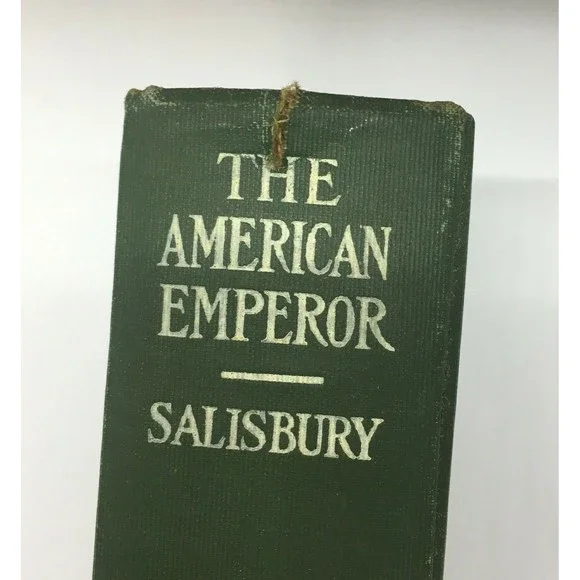 THE
AMERICAN
EMPEROR
SALISBURY